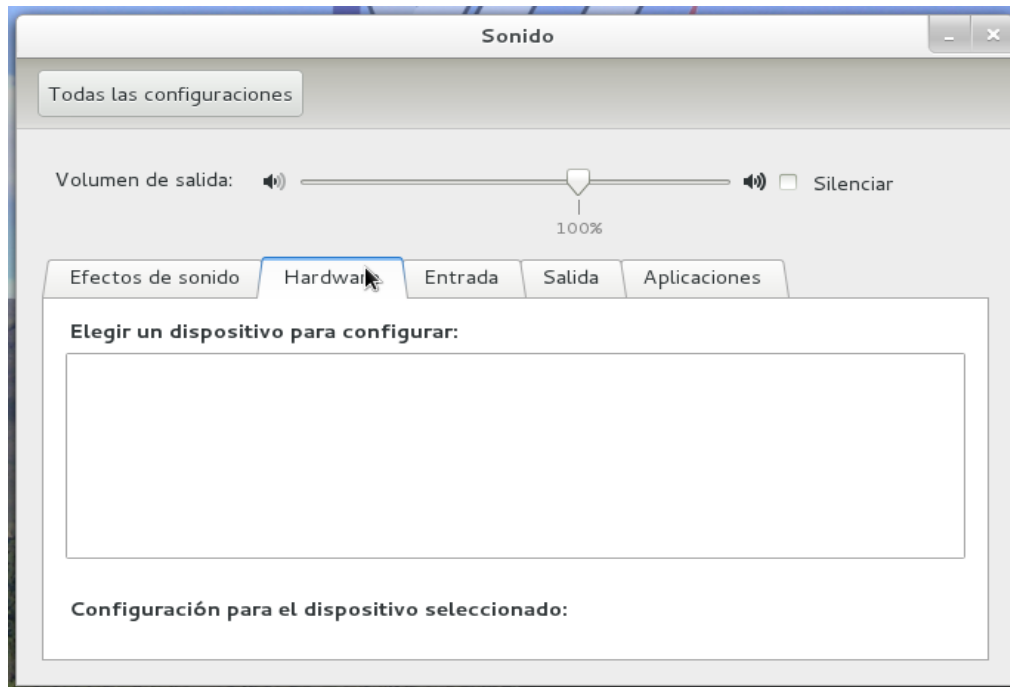 Sonido
Todas las configuraciones
Volumen de salida:
Silenciar
100%
Efectos de sonido
Hardware
Entrada
Salida
Aplicaciones
Elegir un dispositivo para configurar:
Configuración para el dispositivo seleccionado: